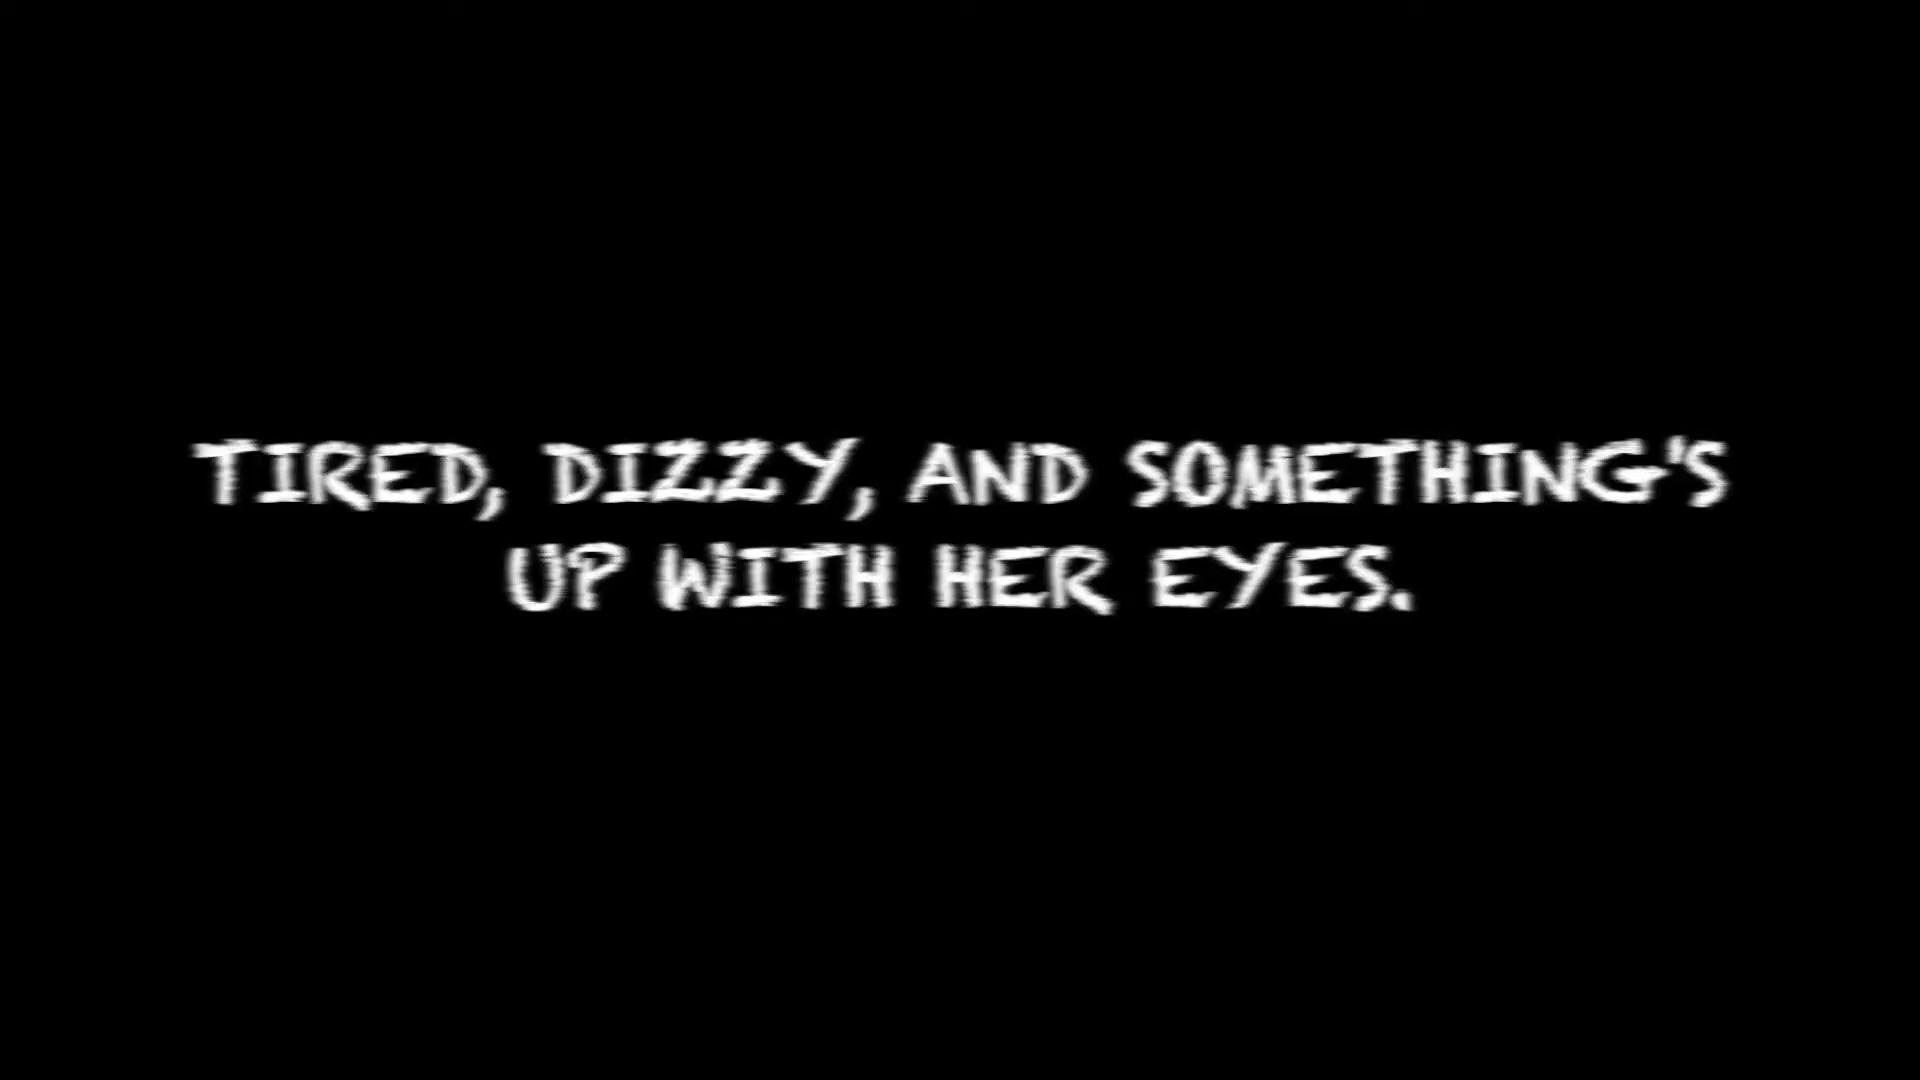 TIRED, DIZZY, AND SOMETHING'S
UP WITH HER EYES.